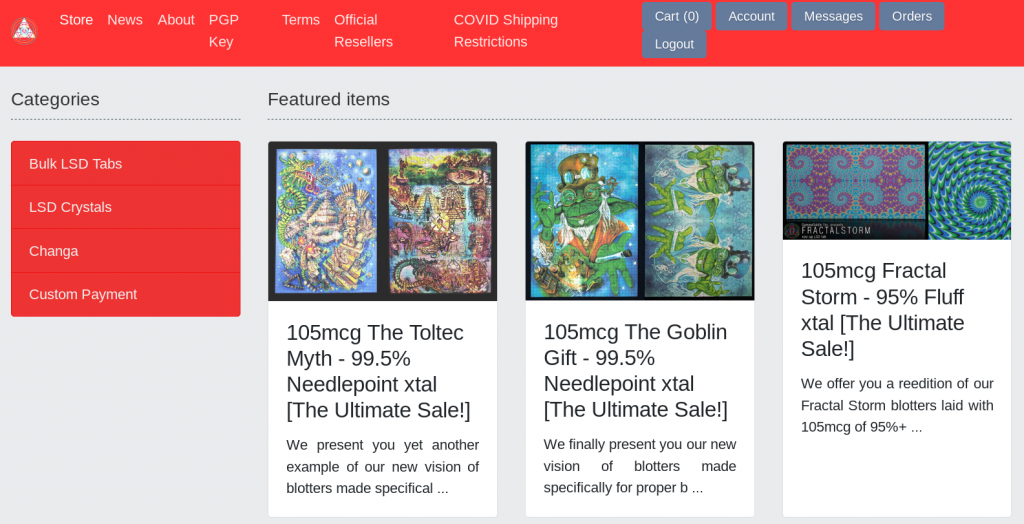 Store
News
About
PGP
Key
Terms
Official
Resellers
COVID Shipping
Restrictions
Cart (0)
Account
Messages
Orders
Logout
Categories
Bulk LSD Tabs
LSD Crystals
Changa
Custom Payment
Featured items
105mcg The Toltec
Myth - 99.5%
Needlepoint xtal
[The Ultimate Sale!]
We present you yet another
example of our new vision of
blotters made specifical ...
105mcg The Goblin
Gift - 99.5%
Needlepoint xtal
[The Ultimate Sale!]
We finally present you our new
vision of blotters made
specifically for proper b ...
FRACTALSTORM
105mcg Fractal
Storm - 95% Fluff
xtal [The Ultimate
Sale!]
We offer you a reedition of our
Fractal Storm blotters laid with
105mcg of 95%+ ...